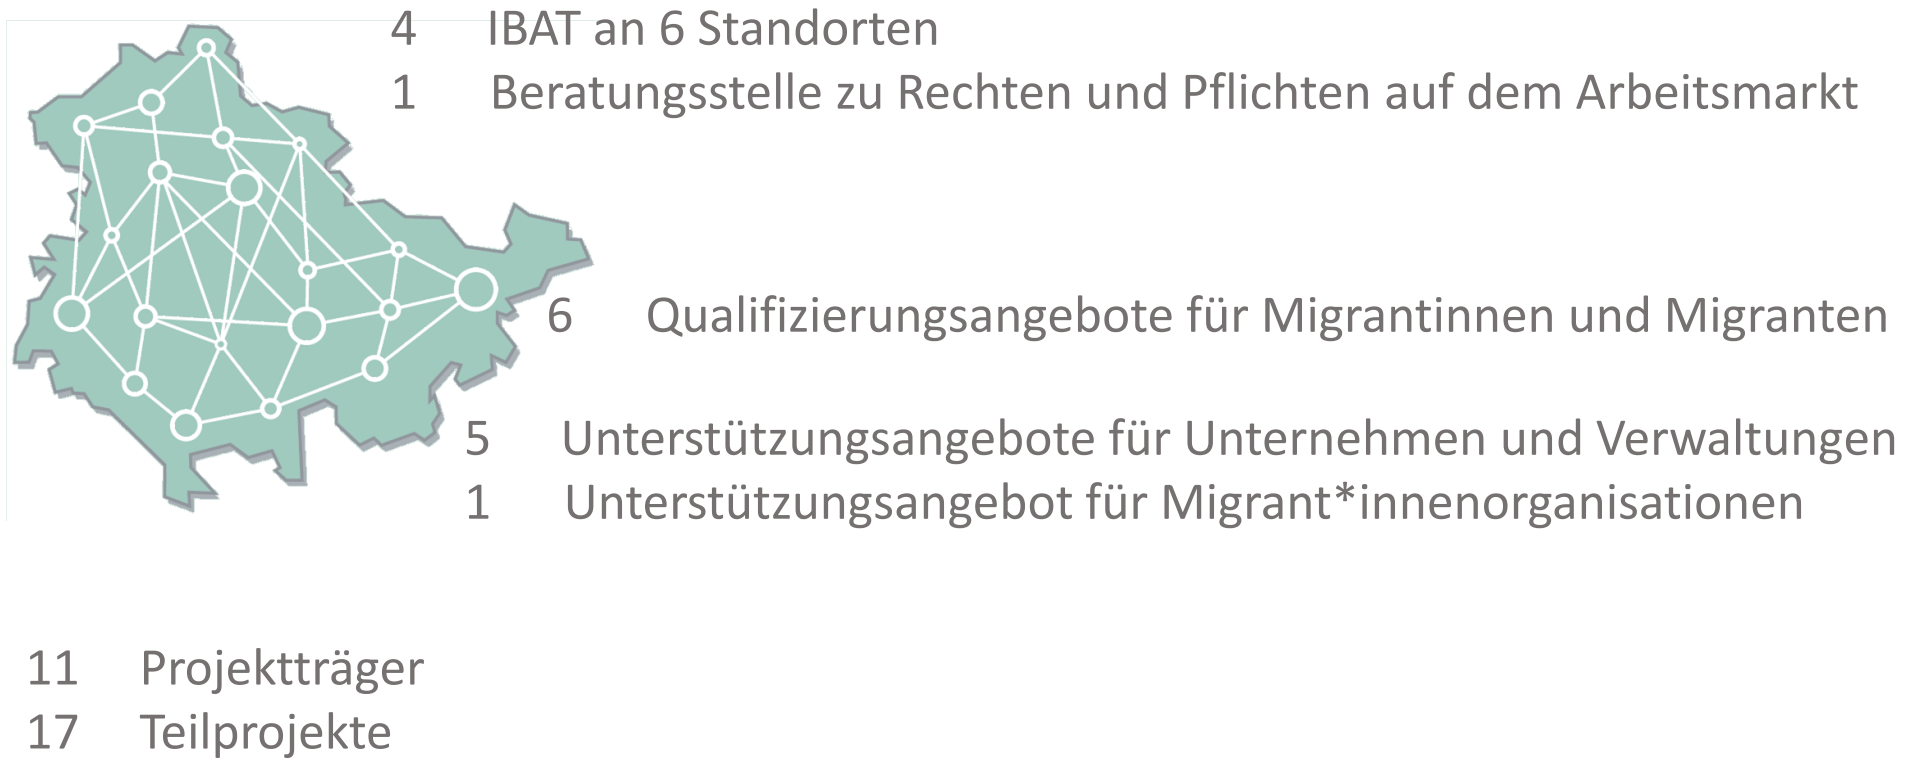 4 IBAT an 6 Standorten
1 Beratungsstelle zu Rechten und Pflichten auf dem Arbeitsmarkt
6 Qualifizierungsangebote für Migrantinnen und Migranten
5 Unterstützungsangebote für Unternehmen und Verwaltungen
1 Unterstützungsangebot für Migrant*innenorganisationen
11 Projektträger
17 Teilprojekte